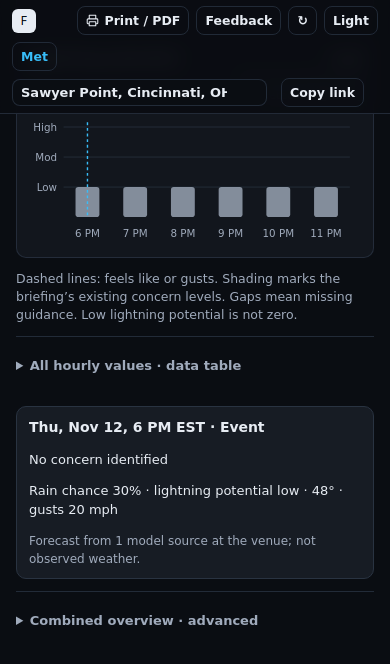 F
Print / PDF
Feedback
↻
Light
Met
Sawyer Point, Cincinnati, OH
Copy link
High
Mod
Low
6 PM 7 PM 8 PM 9 PM 10 PM 11 PM
Dashed lines: feels like or gusts. Shading marks the
briefing’s existing concern levels. Gaps mean missing
guidance. Low lightning potential is not zero.
▶ All hourly values · data table
Thu, Nov 12, 6 PM EST · Event
No concern identified
Rain chance 30% · lightning potential low · 48° ·
gusts 20 mph
Forecast from 1 model source at the venue; not
observed weather.
▶ Combined overview · advanced